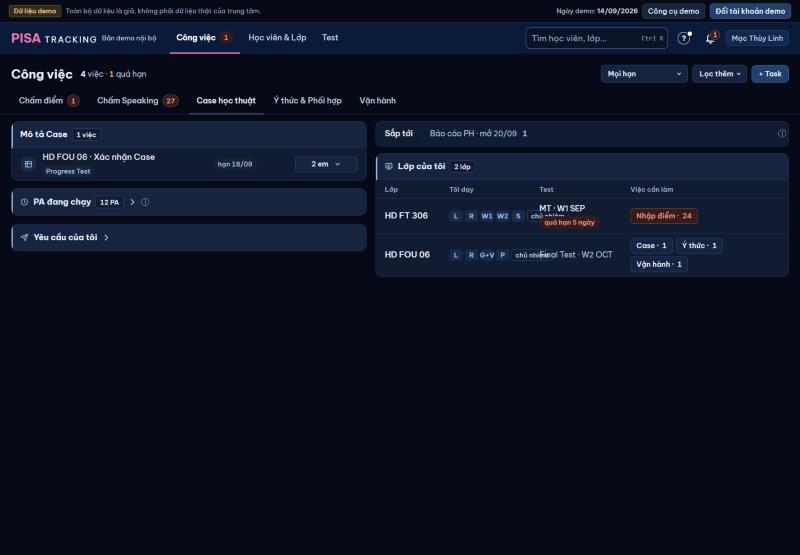 Dữ liệu demo Toàn bộ dữ liệu là giả, không phải dữ liệu thật của trung tâm. Ngày demo: 14/09/2026 Công cụ demo Đổi tài khoản demo
PISA TRACKING Bản demo nội bộ Công việc 1 Học viên & Lớp Test Tìm học viên, lớp... Ctrl K ? 1 Mạc Thùy Linh
Công việc 4 việc · 1 quá hạn Mọi hạn Lọc thêm + Task
Chấm điểm 1 Chấm Speaking 27 Case học thuật Ý thức & Phối hợp Vận hành
Mô tả Case 1 việc
HD FOU 06 · Xác nhận Case hạn 18/09 2 em
Progress Test
PA đang chạy 12 PA
Yêu cầu của tôi
Sắp tới Báo cáo PH · mở 20/09 1
Lớp của tôi 2 lớp
Lớp Tôi dạy Test Việc cần làm
HD FT 306 L R W1 W2 S chủ nhiệm MT · W1 SEP Nhập điểm · 24
quá hạn 5 ngày
HD FOU 06 L R G+V P chủ nhiệm Final Test · W2 OCT Case · 1 Ý thức · 1
Vận hành · 1